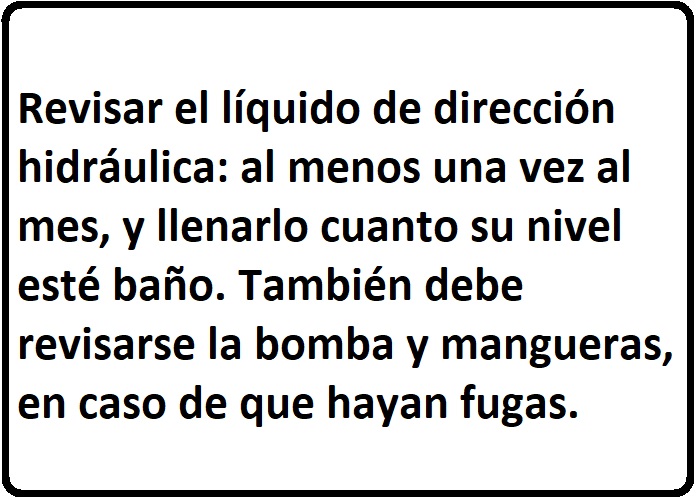 Revisar el líquido de dirección
hidráulica: al menos una vez al
mes, y llenarlo cuanto su nivel
esté baño. También debe
revisarse la bomba y mangueras,
en caso de que hayan fugas.